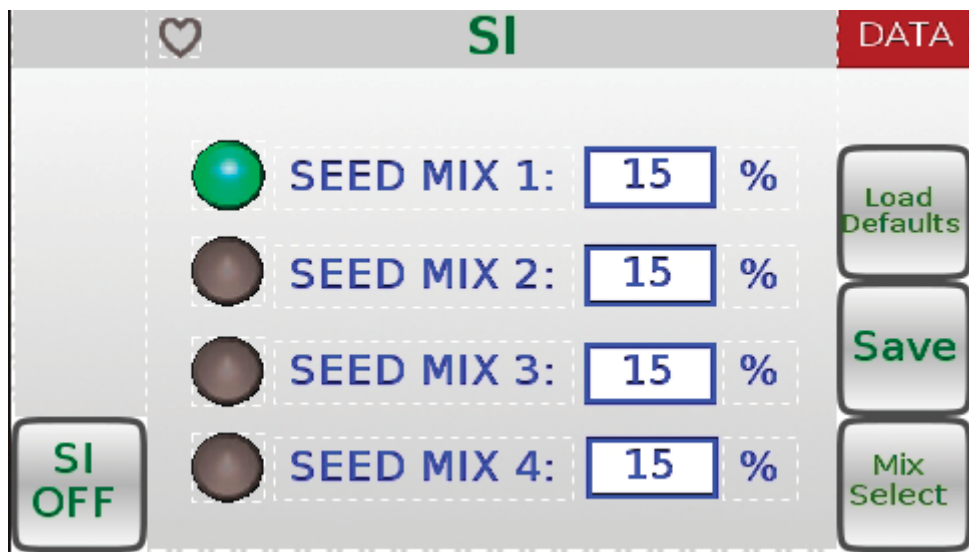 SI
DATA
SEED MIX 1: 15 %
SEED MIX 2: 15 %
SEED MIX 3: 15 %
SEED MIX 4: 15 %
Load
Defaults
Save
SI
OFF
Mix
Select